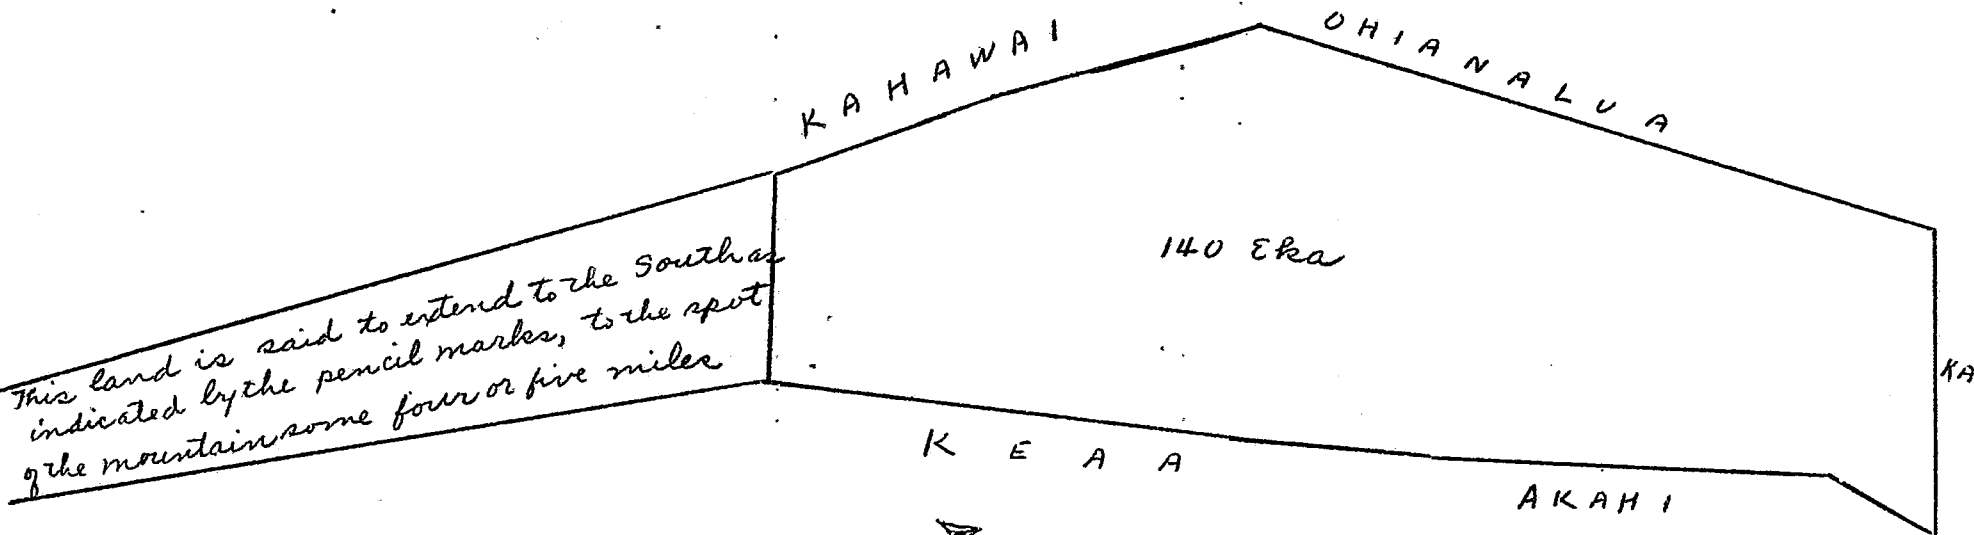 KAHAWAI
OHIANALUA
140 Eka
This land is said to extend to the South as
indicated by the pencil marks, to the spot
of the mountain some four or five miles
KA
KEAA
AKAHI